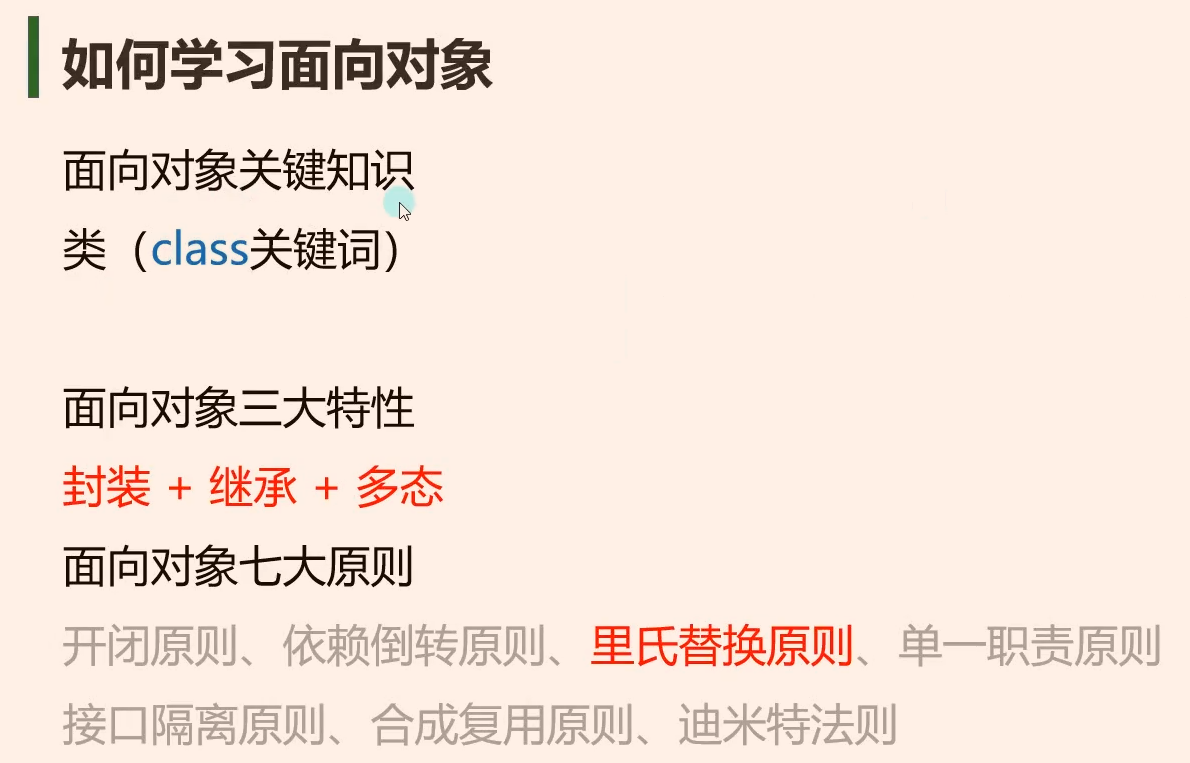 如何学习面向对象
面向对象关键知识
类（class关键词）
面向对象三大特性
封装 + 继承 + 多态
面向对象七大原则
开闭原则、依赖倒转原则、里氏替换原则、单一职责原则
接口隔离原则、合成复用原则、迪米特法则